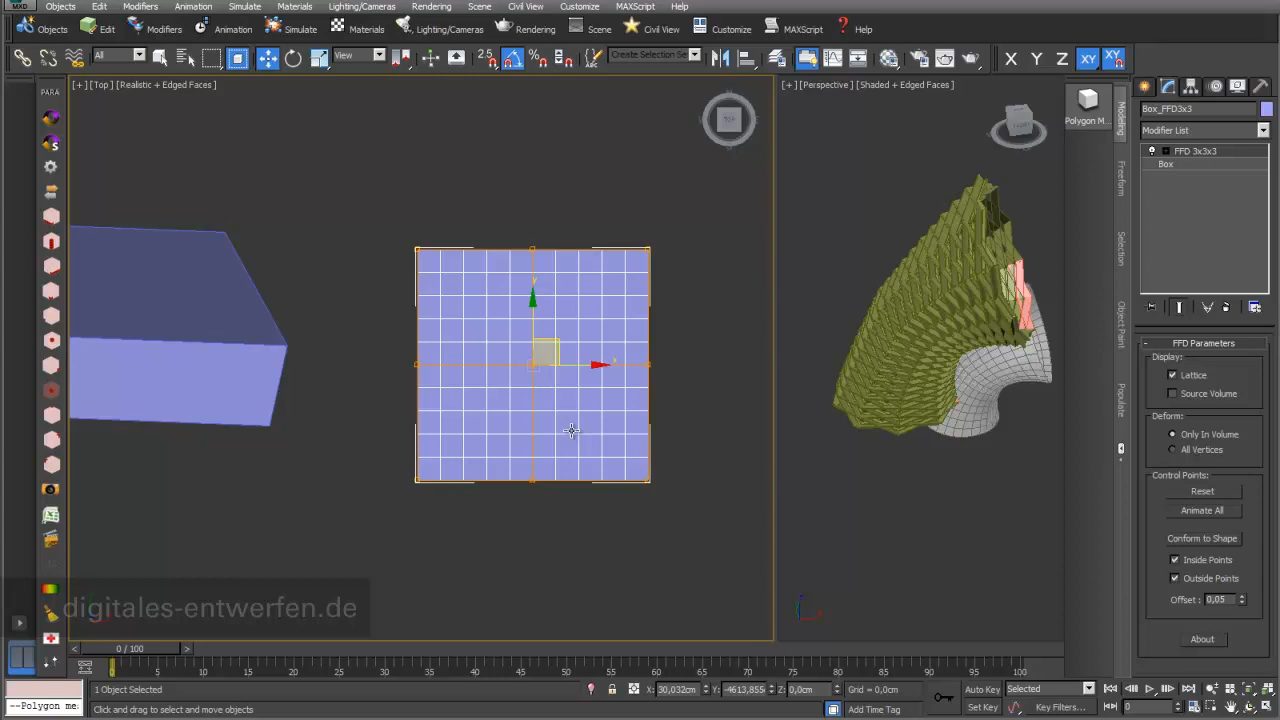 MXD Objects Edit Modifiers Animation Simulate Materials Lighting/Cameras Rendering Scene Civil View Customize MAXScript Help
Objects Edit Modifiers Animation Simulate Materials Lighting/Cameras Rendering Scene Civil View Customize MAXScript Help
All View 2.5 Create Selection Se X Y Z XY XY
[+] [Top] [Realistic + Edged Faces]
[+] [Perspective] [Shaded + Edged Faces]
PARA
TOP
Polygon M...
Modeling
Freeform
Selection
Object Paint
Populate
Box_FFD3x3
Modifier List
FFD 3x3x3
Box
FFD Parameters
Display:
Lattice
Source Volume
Deform:
Only In Volume
All Vertices
Control Points:
Reset
Animate All
Conform to Shape
Inside Points
Outside Points
Offset : 0,05
About
y
x
digitales-entwerfen.de
< 0 / 100 >
0 5 10 15 20 25 30 35 40 45 50 55 60 65 70 75 80 85 90 95 100
1 Object Selected X: 30,032cm Y: -4613,855 Z: 0,0cm Grid = 0,0cm Auto Key Selected
--Polygon me: Click and drag to select and move objects Add Time Tag Set Key Key Filters... 0